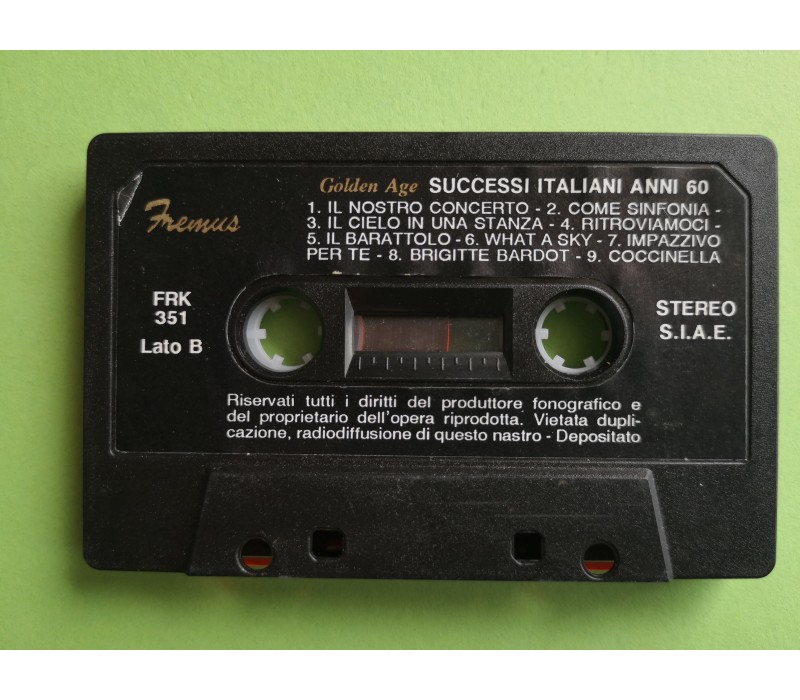 Fremus
Golden Age SUCCESSI ITALIANI ANNI 60
1. IL NOSTRO CONCERTO - 2. COME SINFONIA -
3. IL CIELO IN UNA STANZA - 4. RITROVIAMOCI -
5. IL BARATTOLO - 6. WHAT A SKY - 7. IMPAZZIVO
PER TE - 8. BRIGITTE BARDOT - 9. COCCINELLA
FRK
351
Lato B
STEREO
S.I.A.E.
Riservati tutti i diritti del produttore fonografico e
del proprietario dell'opera riprodotta. Vietata dupli-
cazione, radiodiffusione di questo nastro - Depositato